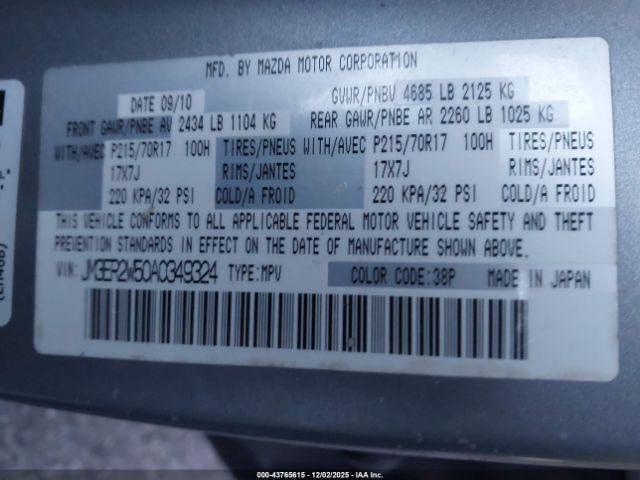 MFD. BY MAZDA MOTOR CORPORATION
DATE 09/10 GVWR/PNBV 4685 LB 2125 KG
FRONT GAWR/PNBE AV 2434 LB 1104 KG REAR GAWR/PNBE AR 2260 LB 1025 KG
WITH/AVEC P215/70R17 100H TIRES/PNEUS WITH/AVEC P215/70R17 100H TIRES/PNEUS
17X7J RIMS/JANTES 17X7J RIMS/JANTES
220 KPA/32 PSI COLD/A FROID 220 KPA/32 PSI COLD/A FROID
THIS VEHICLE CONFORMS TO ALL APPLICABLE FEDERAL MOTOR VEHICLE SAFETY AND THEFT
PREVENTION STANDARDS IN EFFECT ON THE DATE OF MANUFACTURE SHOWN ABOVE.
VIN: JM3ER2W50A0349324 TYPE:MPV COLOR CODE:38P MADE IN JAPAN
(EH46B)
000-43765615 - 12/02/2025 - IAAI.COM